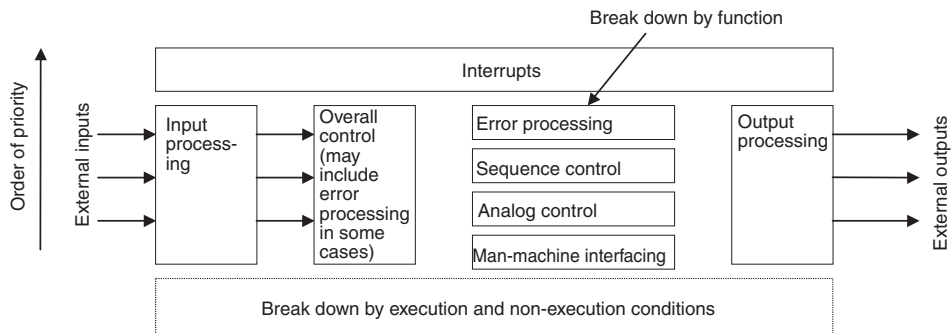 Break down by function
Interrupts
Order of priority
External inputs
Input
process-
ing
Overall
control
(may
include
error
processing
in some
cases)
Error processing
Sequence control
Analog control
Man-machine interfacing
Output
processing
External outputs
Break down by execution and non-execution conditions